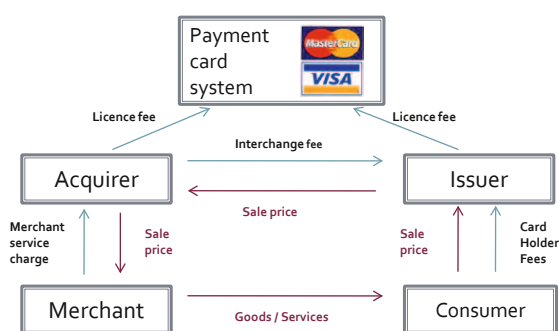 Payment
card
system
MasterCard
VISA
Licence fee
Licence fee
Interchange fee
Acquirer
Issuer
Sale price
Merchant
service
charge
Sale
price
Sale
price
Card
Holder
Fees
Merchant
Goods / Services
Consumer